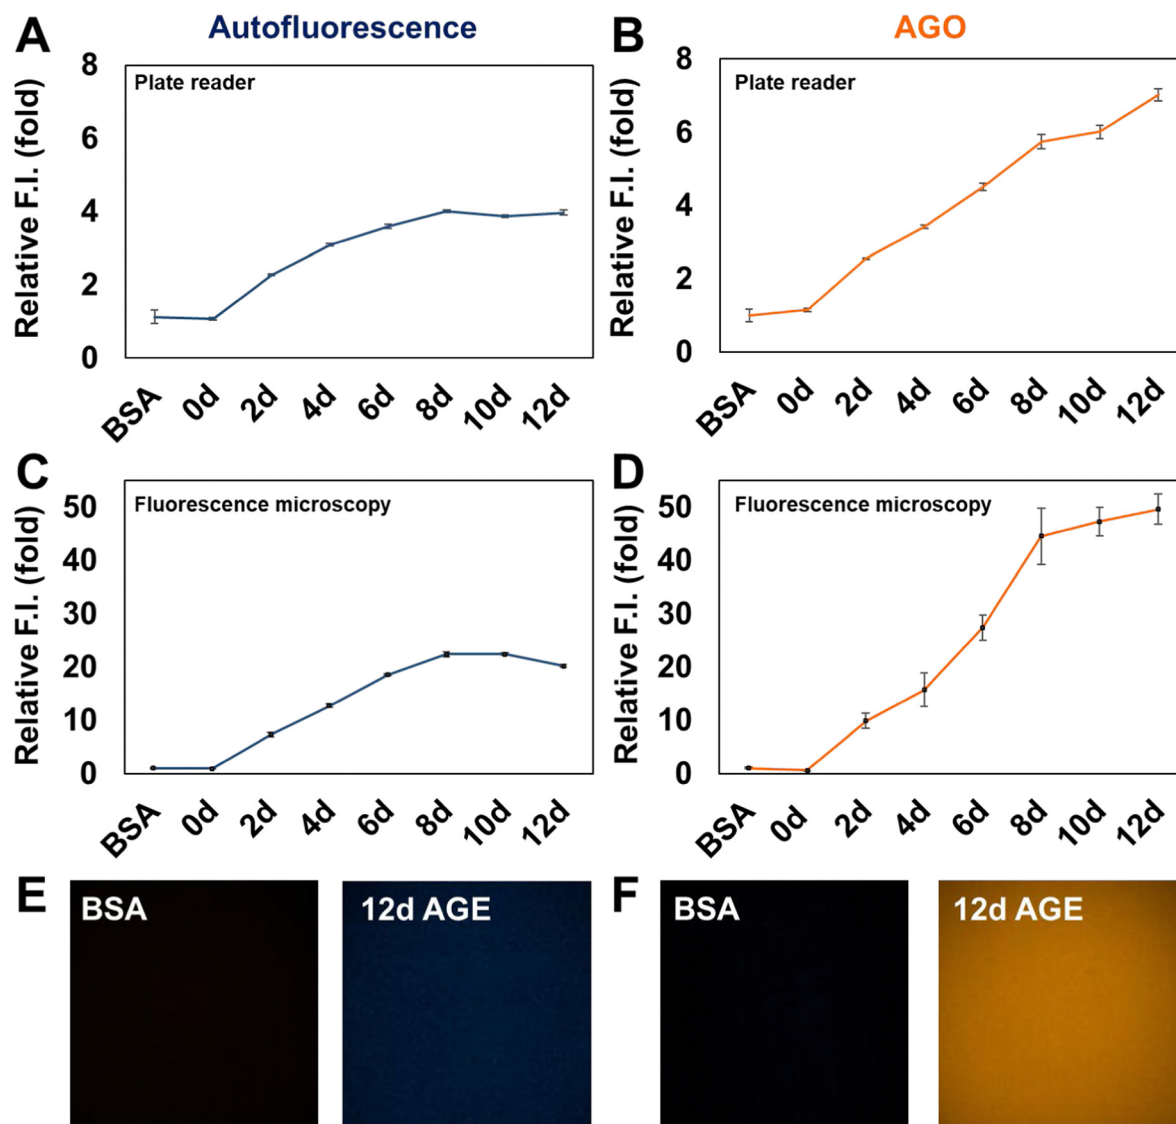 A
Autofluorescence
Relative F.I. (fold)
Plate reader
8
6
4
2
0
BSA 0d 2d 4d 6d 8d 10d 12d
B
AGO
Relative F.I. (fold)
Plate reader
8
6
4
2
0
BSA 0d 2d 4d 6d 8d 10d 12d
C
Relative F.I. (fold)
Fluorescence microscopy
50
40
30
20
10
0
BSA 0d 2d 4d 6d 8d 10d 12d
D
Relative F.I. (fold)
Fluorescence microscopy
50
40
30
20
10
0
BSA 0d 2d 4d 6d 8d 10d 12d
E
BSA
12d AGE
F
BSA
12d AGE